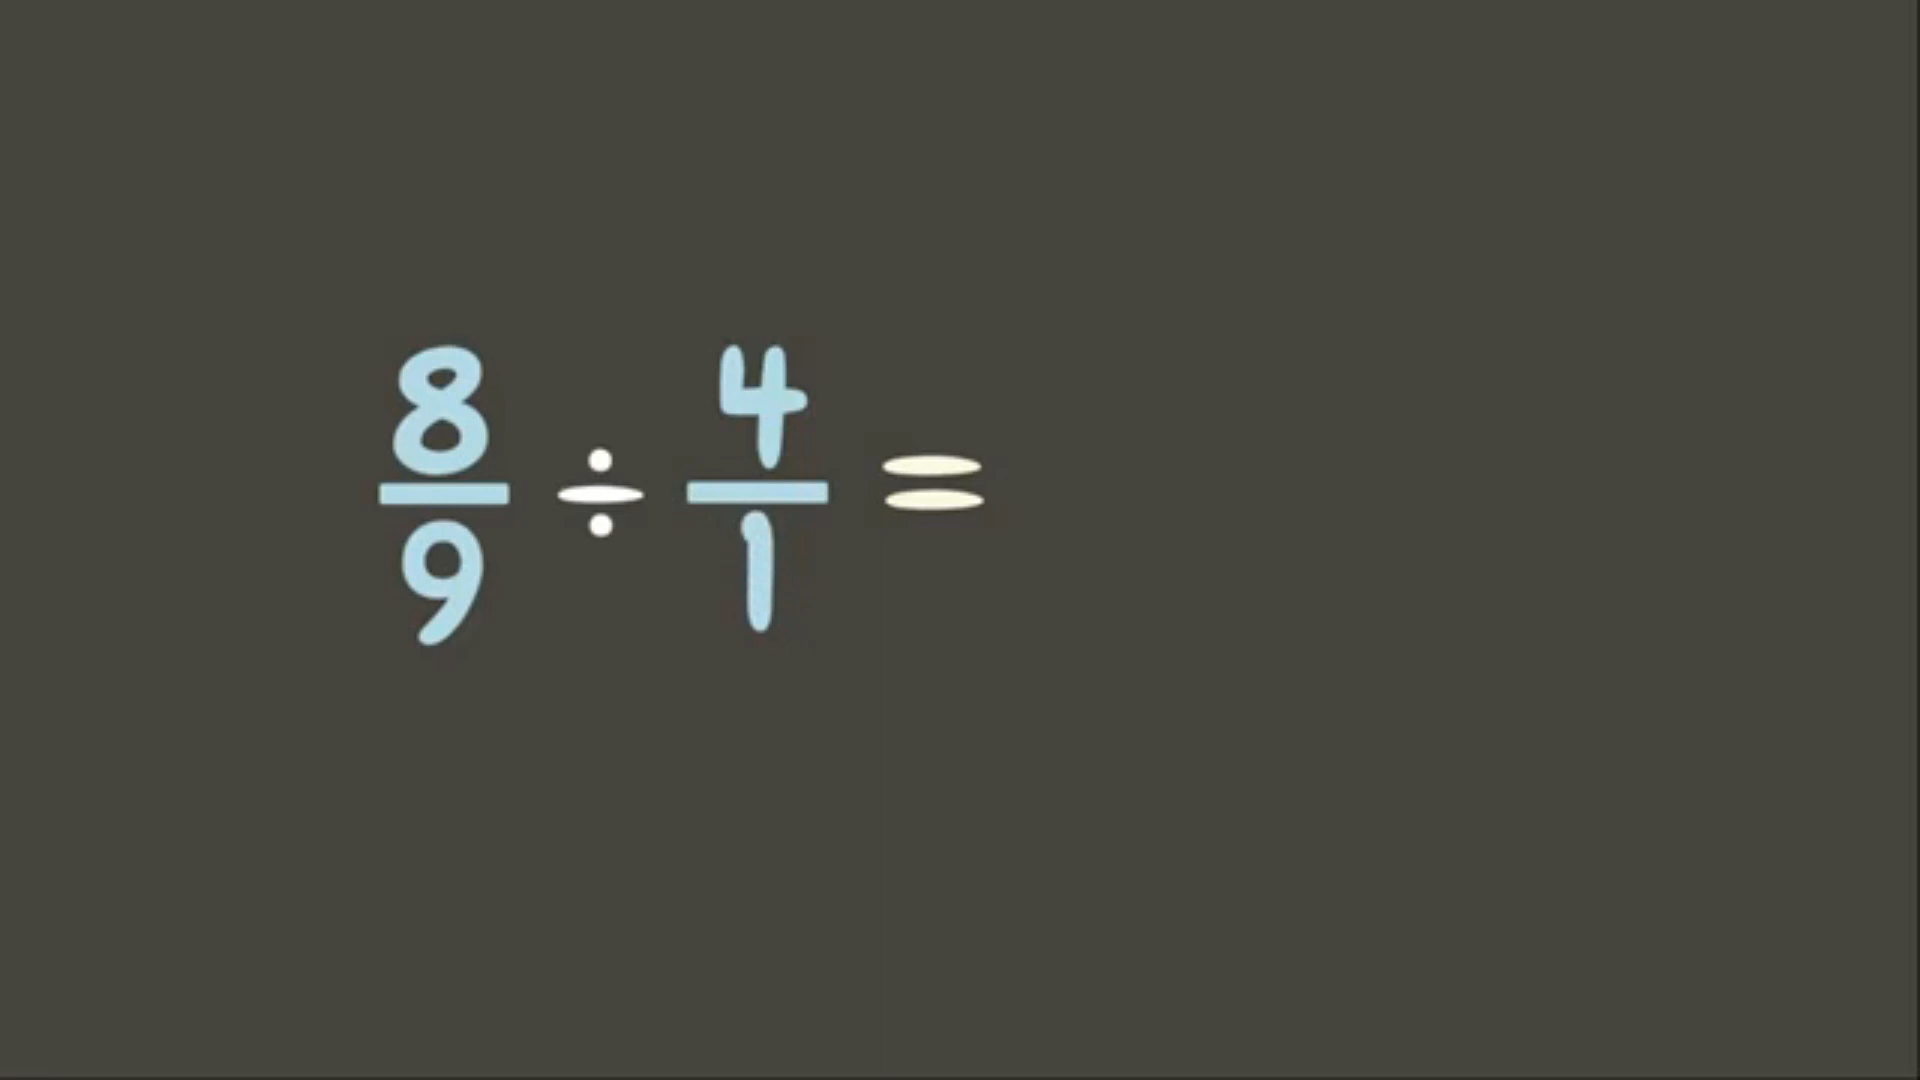 8/9 ÷ 4/1 =